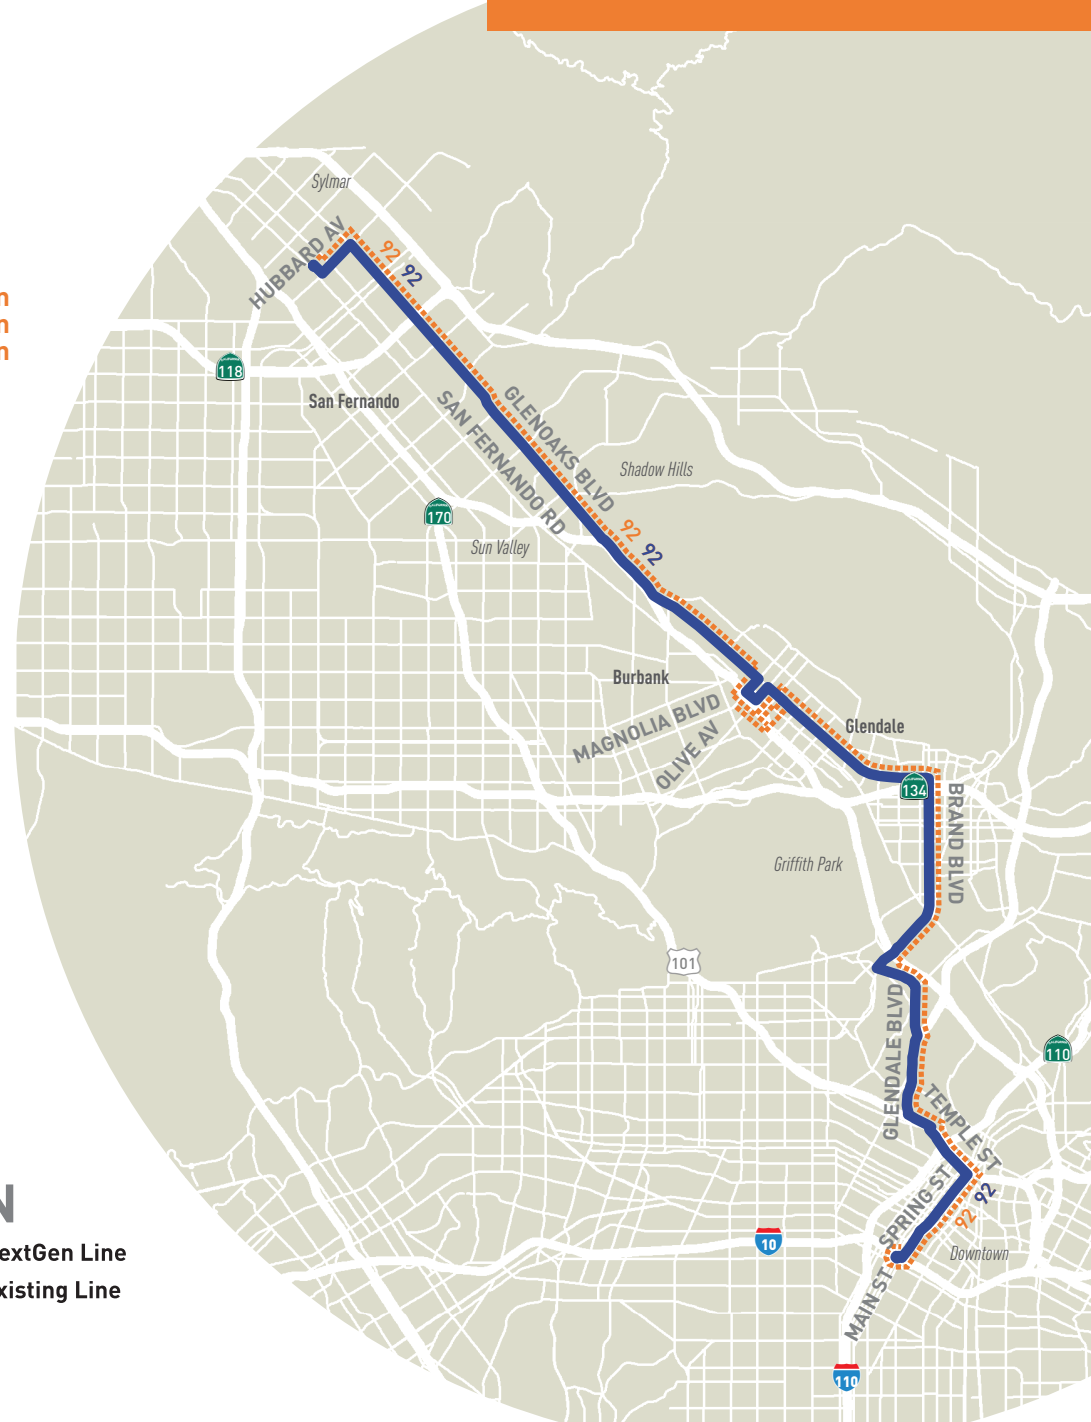 Sylmar
HUBBARD AV
92
92
n
n
n
118
San Fernando
GLENOAKS BLVD
SAN FERNANDO RD
Shadow Hills
170
Sun Valley
92
92
Burbank
MAGNOLIA BLVD
OLIVE AV
Glendale
134
BRAND BLVD
Griffith Park
101
GLENDALE BLVD
110
TEMPLE ST
SPRING ST
92
92
N
extGen Line
xisting Line
10
Downtown
MAIN ST
110